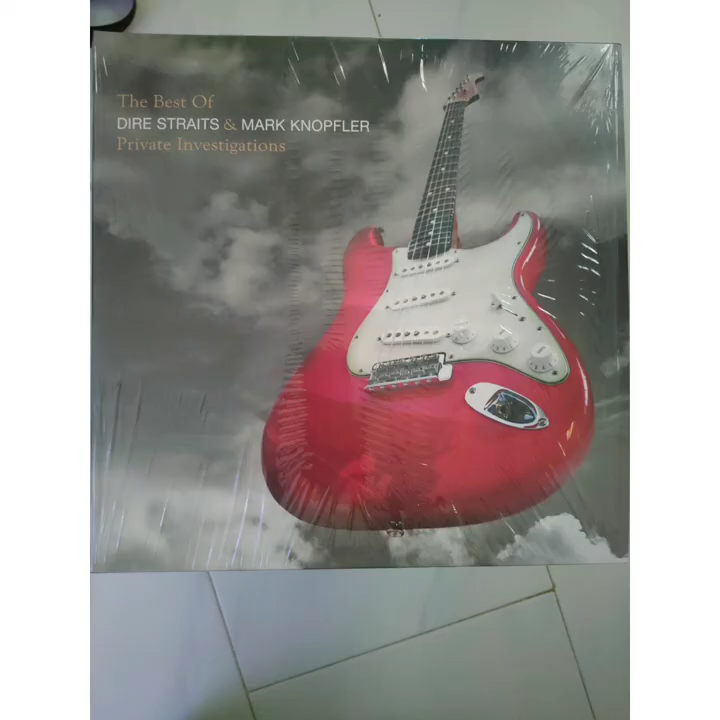 The Best Of
DIRE STRAITS & MARK KNOPFLER
Private Investigations